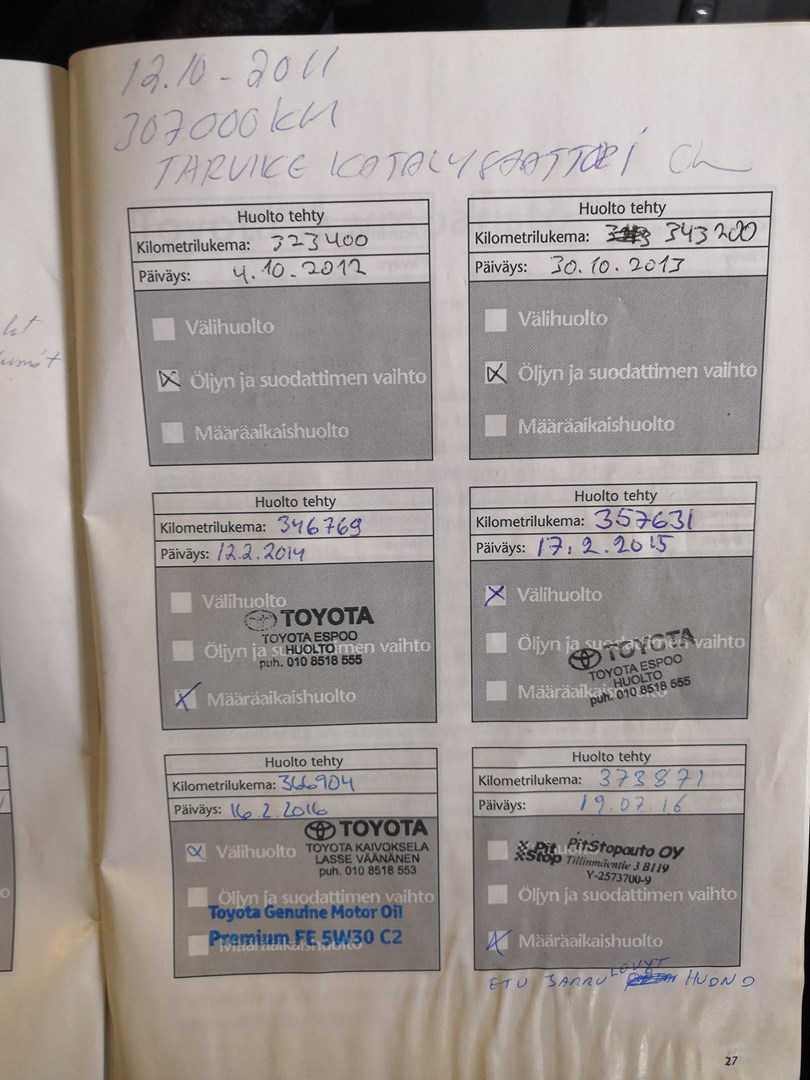 12.10-2011
307000KM
TARVIKE KATALYSAATTORI
Huolto tehty
Kilometrilukema: 323400
Päiväys: 4.10.2012
Välihuolto
Öljyn ja suodattimen vaihto
Määräaikaishuolto
Huolto tehty
Kilometrilukema: 343200
Päiväys: 30.10.2013
Välihuolto
Öljyn ja suodattimen vaihto
Määräaikaishuolto
Huolto tehty
Kilometrilukema: 346769
Päiväys: 12.2.2014
Välihuolto
TOYOTA
TOYOTA ESPOO
Öljyn ja suodattimen vaihto
HUOLTO
puh. 010 8518 555
Määräaikaishuolto
Huolto tehty
Kilometrilukema: 357631
Päiväys: 17.2.2015
Välihuolto
Öljyn ja suodattimen vaihto
TOYOTA
TOYOTA ESPOO
HUOLTO
Määräaikaishuolto
puh. 010 8518 555
Huolto tehty
Kilometrilukema: 366904
Päiväys: 16.2.2016
TOYOTA
Välihuolto
TOYOTA KAIVOKSELA
LASSE VÄÄNÄNEN
puh. 010 8518 553
Öljyn ja suodattimen vaihto
Toyota Genuine Motor Oil
Premium FE 5W30 C2
Määräaikaishuolto
Huolto tehty
Kilometrilukema: 373871
Päiväys: 19.07.16
Välihuolto
Pit Stop
PitStopauto OY
Tillinmäentie 3 B119
Y-2573700-9
Öljyn ja suodattimen vaihto
Määräaikaishuolto
ETU JARRU LEVYT HUONO
27